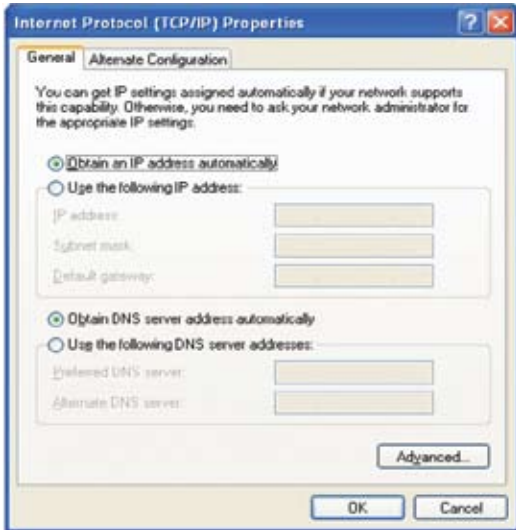 Internet Protocol (TCP/IP) Properties
General
Alternate Configuration
You can get IP settings assigned automatically if your network supports
this capability. Otherwise, you need to ask your network administrator for
the appropriate IP settings.
Obtain an IP address automatically
Use the following IP address:
IP address:
Subnet mask:
Default gateway:
Obtain DNS server address automatically
Use the following DNS server addresses:
Preferred DNS server:
Alternate DNS server:
Advanced...
OK
Cancel